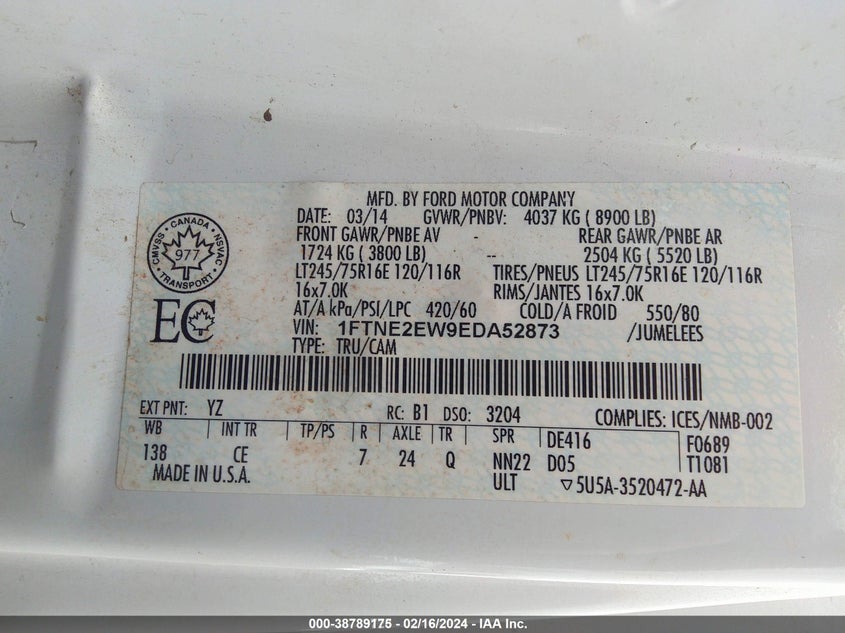 MFD. BY FORD MOTOR COMPANY
DATE: 03/14 GVWR/PNBV: 4037 KG ( 8900 LB)
FRONT GAWR/PNBE AV - REAR GAWR/PNBE AR
1724 KG ( 3800 LB) -- 2504 KG ( 5520 LB)
LT245/75R16E 120/116R TIRES/PNEUS LT245/75R16E 120/116R
16x7.0K RIMS/JANTES 16x7.0K
AT/A kPa/PSI/LPC 420/60 COLD/A FROID 550/80
VIN: 1FTNE2EW9EDA52873 /JUMELEES
TYPE: TRU/CAM
CANADA
CMVSS NSVAC
977
TRANSPORT
EC
EXT PNT: YZ RC: B1 DSO: 3204 COMPLIES: ICES/NMB-002
WB INT TR TP/PS R AXLE TR SPR DE416 F0689
138 CE 7 24 Q NN22 D05 T1081
MADE IN U.S.A. ULT ▽5U5A-3520472-AA
000-38789175 - 02/16/2024 - IAA Inc.